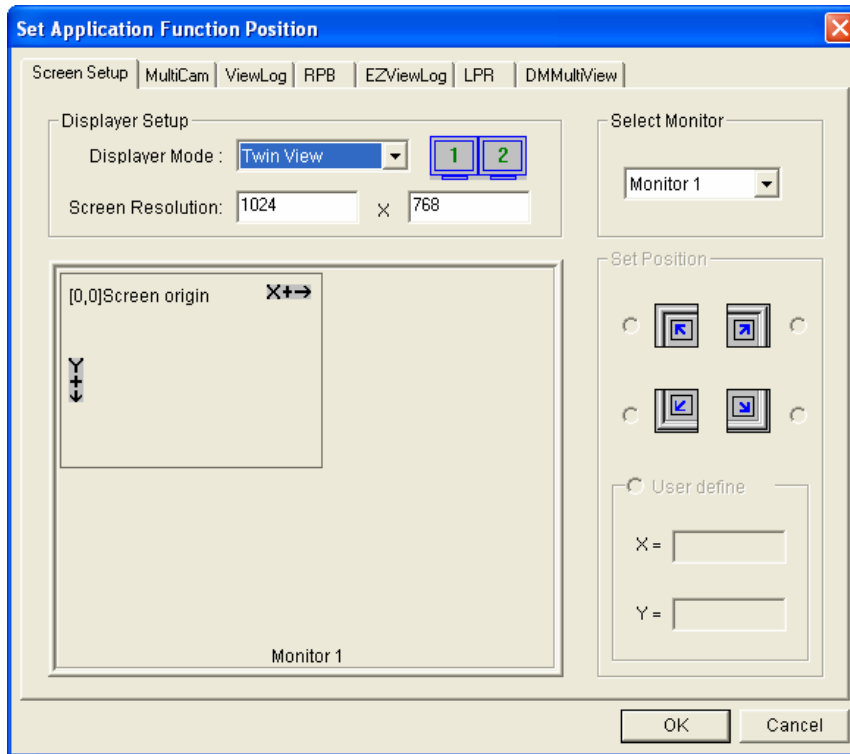 Set Application Function Position
Screen Setup MultiCam ViewLog RPB EZViewLog LPR DMMultiView
Displayer Setup
Displayer Mode : Twin View 1 2
Screen Resolution: 1024 X 768
Select Monitor
Monitor 1
[0,0]Screen origin X+→
Y+↓
Monitor 1
Set Position
User define
X =
Y =
OK Cancel